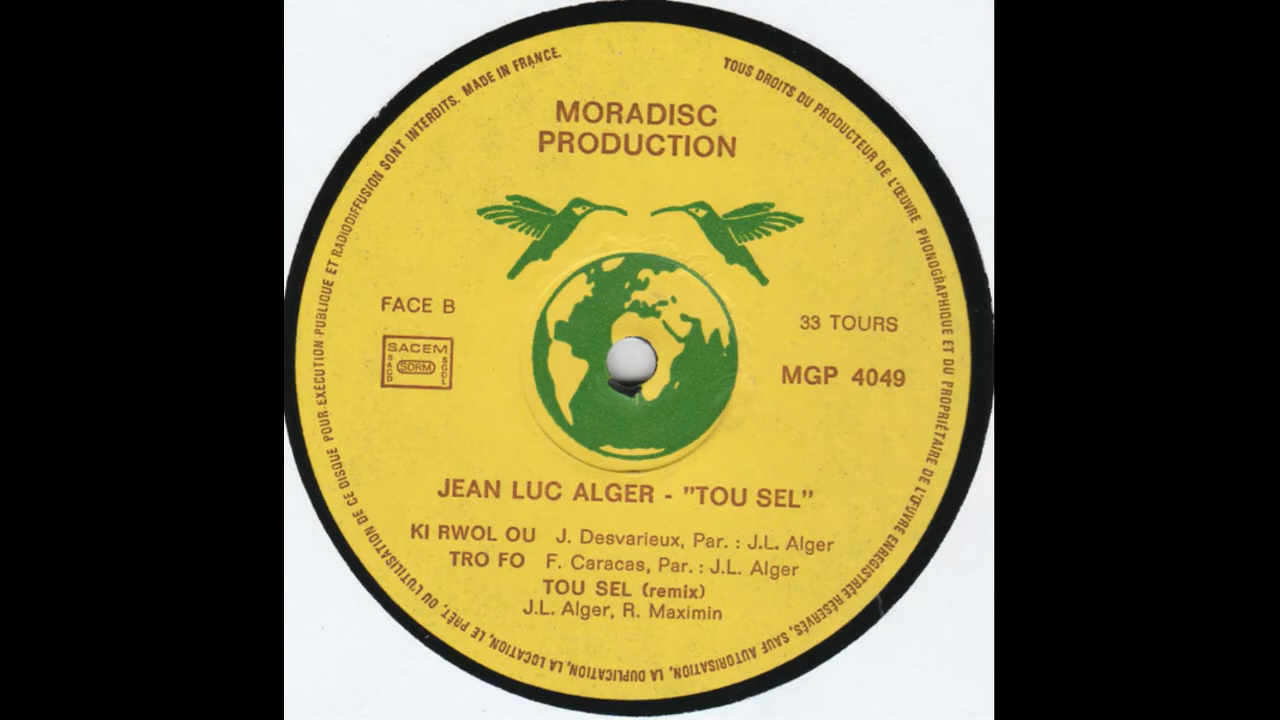 TOUS DROITS DU PRODUCTEUR DE L'ŒUVRE PHONOGRAPHIQUE ET DU PROPRIÉTAIRE DE L'ŒUVRE ENREGISTRÉE RÉSERVÉS, SAUF AUTORISATION, LA DUPLICATION, LA LOCATION, LE PRÊT, OU L'UTILISATION DE CE DISQUE POUR EXECUTION PUBLIQUE ET RADIODIFFUSION SONT INTERDITS. MADE IN FRANCE.
MORADISC
PRODUCTION
FACE B
SACEM
SACD
SDRM
SGDL
33 TOURS
MGP 4049
JEAN LUC ALGER - "TOU SEL"
KI RWOL OU J. Desvarieux, Par. : J.L. Alger
TRO FO F. Caracas, Par. : J.L. Alger
TOU SEL (remix)
J.L. Alger, R. Maximin